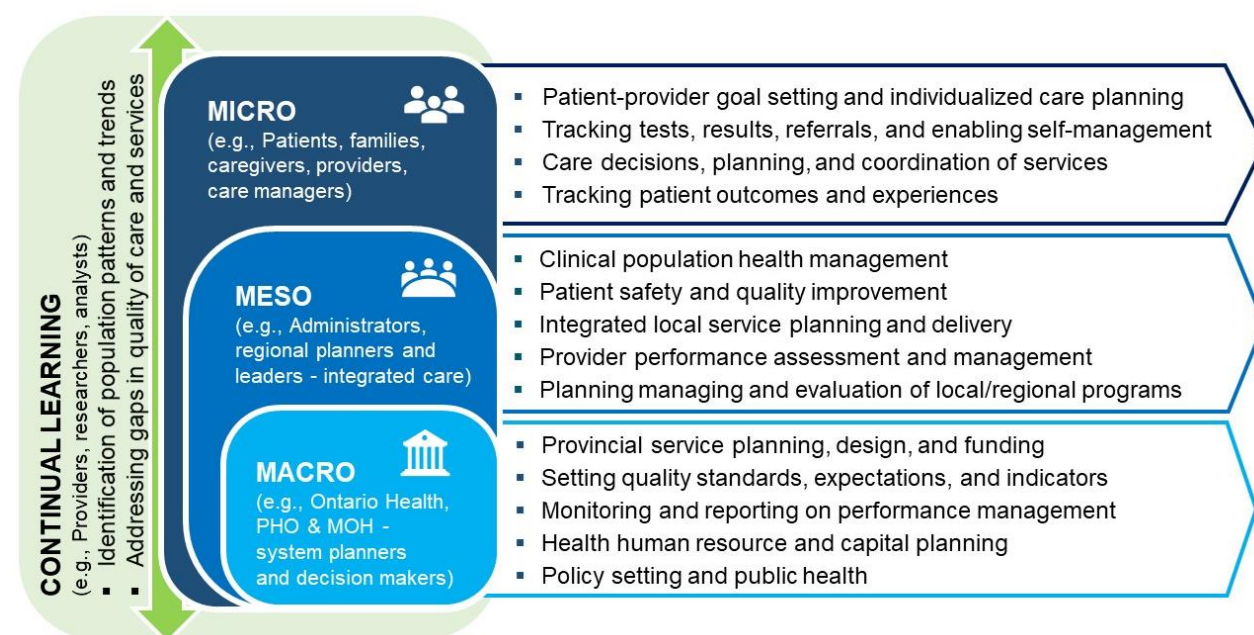 CONTINUAL LEARNING
(e.g., Providers, researchers, analysts)
▪ Identification of population patterns and trends
▪ Addressing gaps in quality of care and services
MICRO
(e.g., Patients, families,
caregivers, providers,
care managers)
▪ Patient-provider goal setting and individualized care planning
▪ Tracking tests, results, referrals, and enabling self-management
▪ Care decisions, planning, and coordination of services
▪ Tracking patient outcomes and experiences
MESO
(e.g., Administrators,
regional planners and
leaders - integrated care)
▪ Clinical population health management
▪ Patient safety and quality improvement
▪ Integrated local service planning and delivery
▪ Provider performance assessment and management
▪ Planning managing and evaluation of local/regional programs
MACRO
(e.g., Ontario Health,
PHO & MOH -
system planners
and decision makers)
▪ Provincial service planning, design, and funding
▪ Setting quality standards, expectations, and indicators
▪ Monitoring and reporting on performance management
▪ Health human resource and capital planning
▪ Policy setting and public health